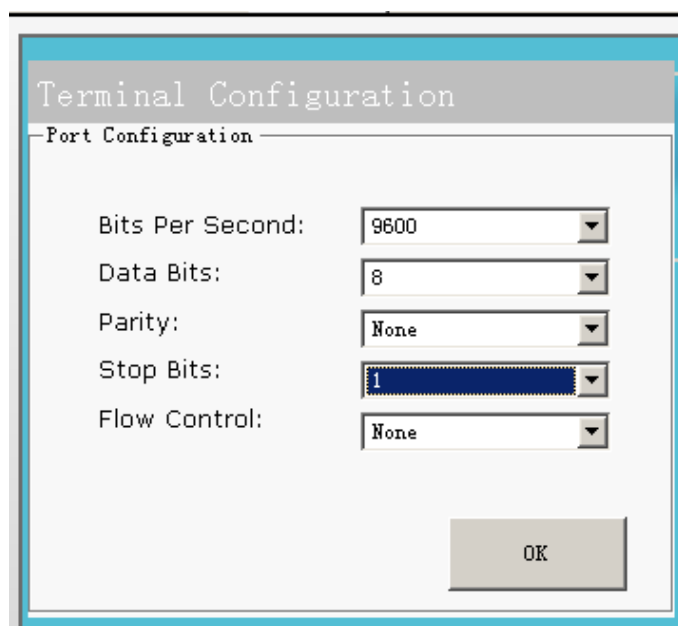 Terminal Configuration
Port Configuration
Bits Per Second: 9600
Data Bits: 8
Parity: None
Stop Bits: 1
Flow Control: None
OK